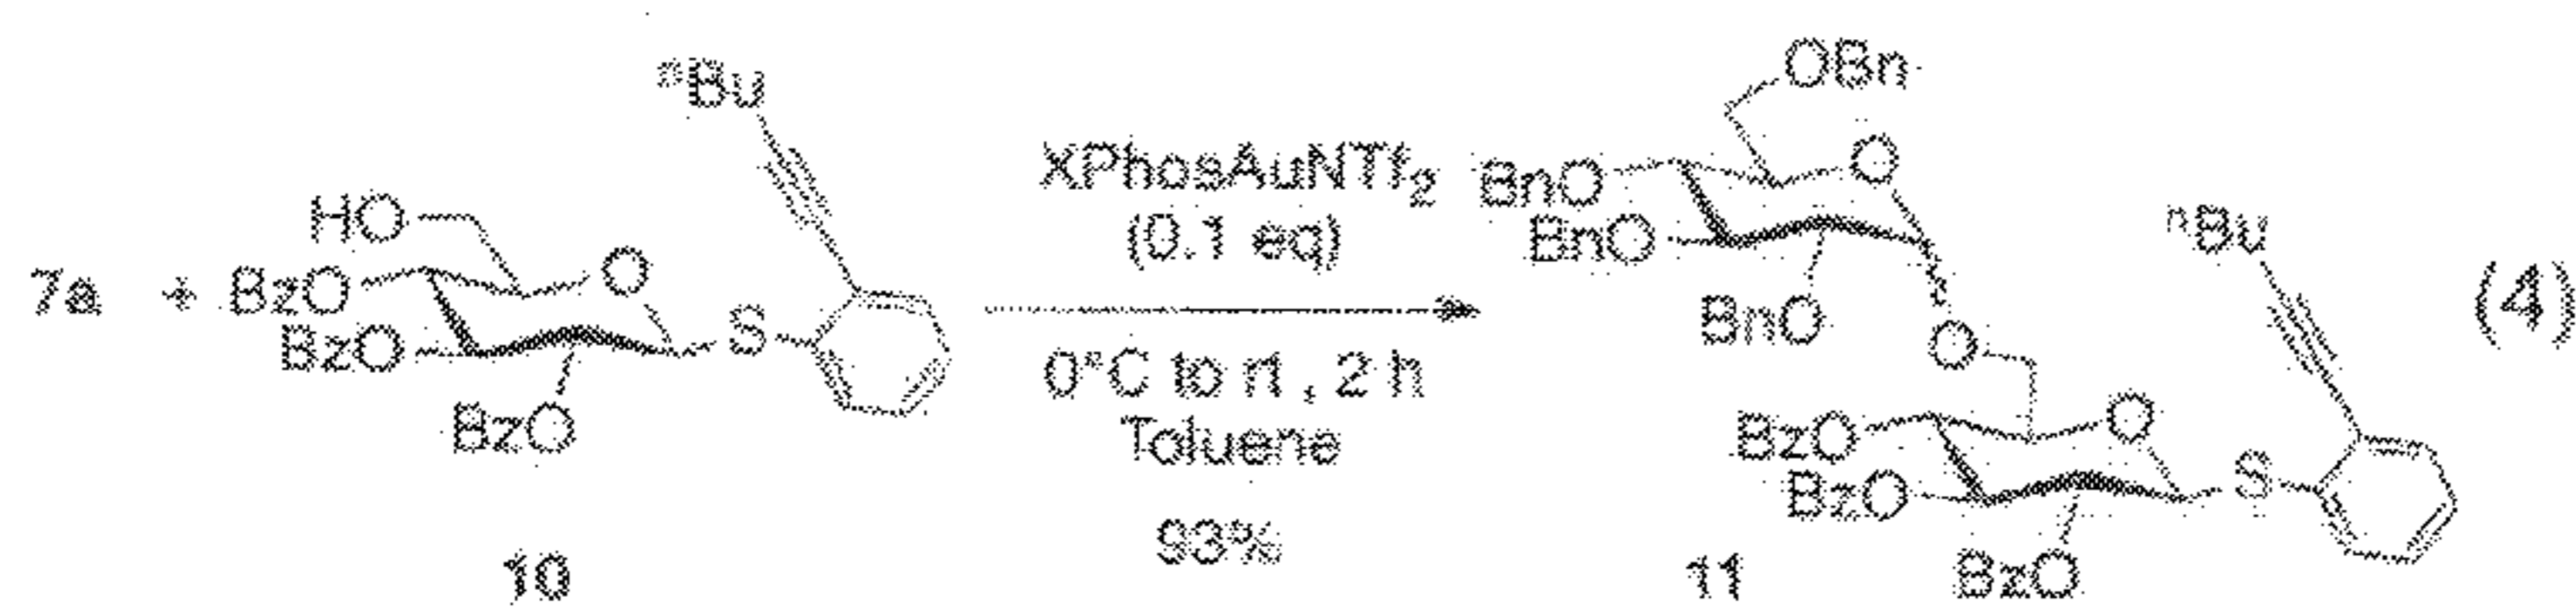 7a + HO
BzO
BzO
BzO
O
S
ⁿBu
10
XPhosAuNTf₂
(0.1 eq)
0°C to rt, 2 h
Toluene
93%
OBn
BnO
BnO
BnO
O
O
BzO
BzO
BzO
O
S
ⁿBu
11
(4)